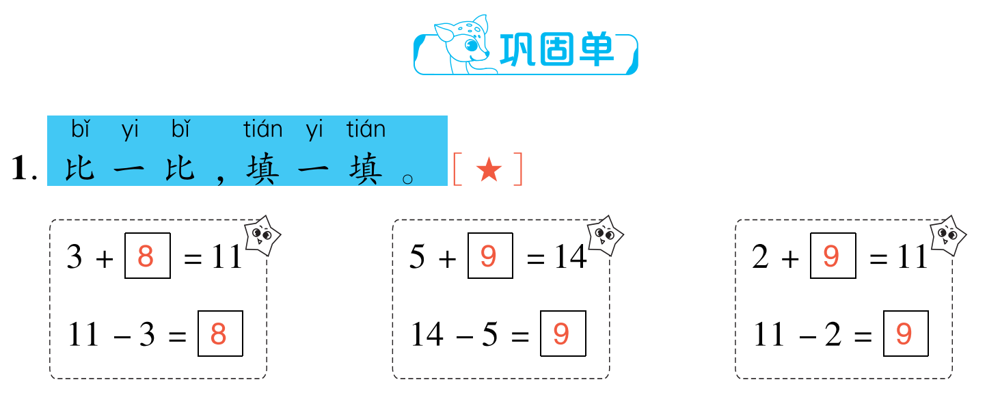 巩固单
bǐ yi bǐ tián yi tián
1. 比一比，填一填。[★]
3 + 8 = 11 5 + 9 = 14 2 + 9 = 11
11 − 3 = 8 14 − 5 = 9 11 − 2 = 9